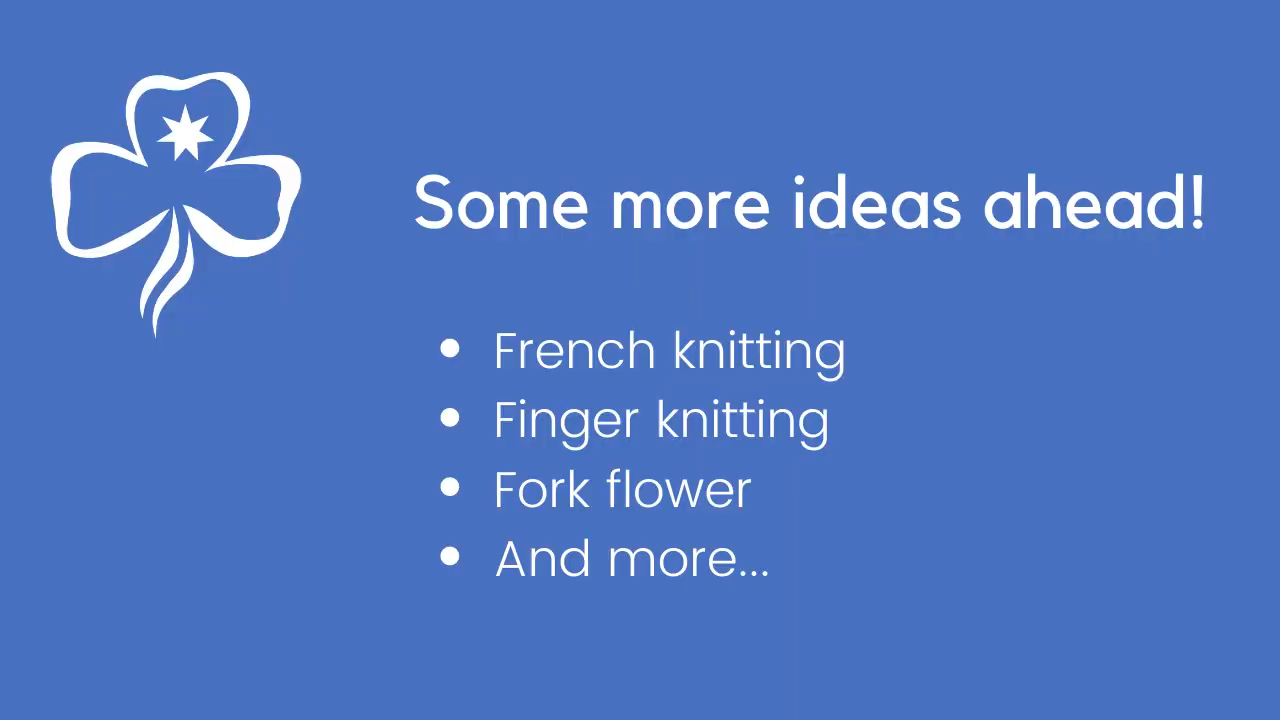 Some more ideas ahead!
• French knitting
• Finger knitting
• Fork flower
• And more...